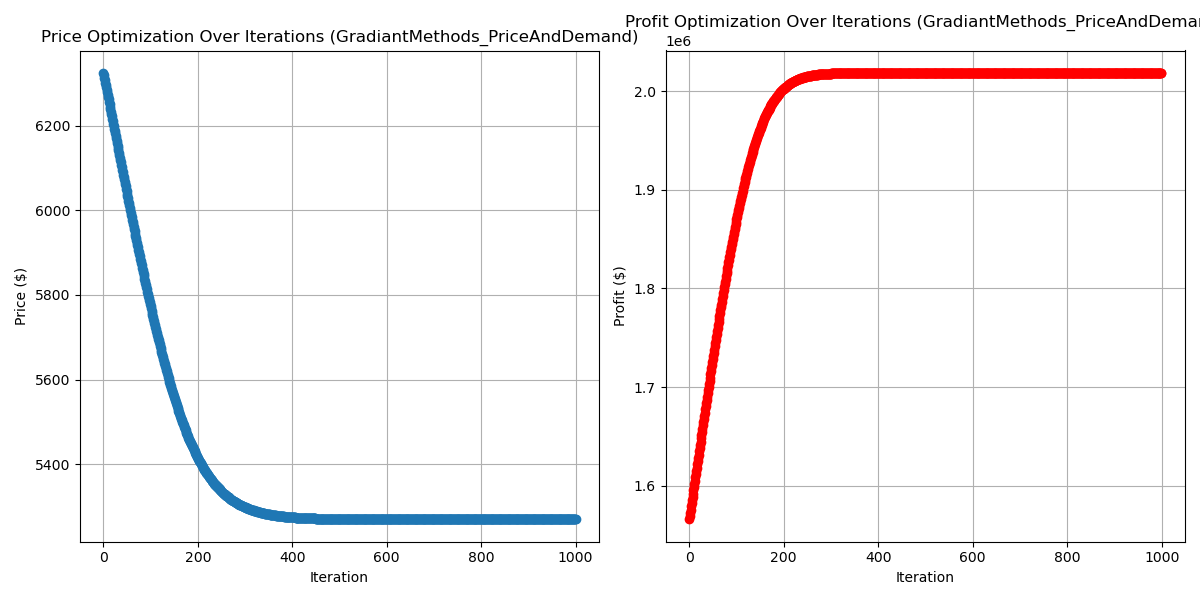 Price Optimization Over Iterations (GradiantMethods_PriceAndDemand)
6200
6000
5800
5600
5400
Price ($)
0 200 400 600 800 1000
Iteration
Profit Optimization Over Iterations (GradiantMethods_PriceAndDema
1e6
2.0
1.9
1.8
1.7
1.6
Profit ($)
0 200 400 600 800 1000
Iteration